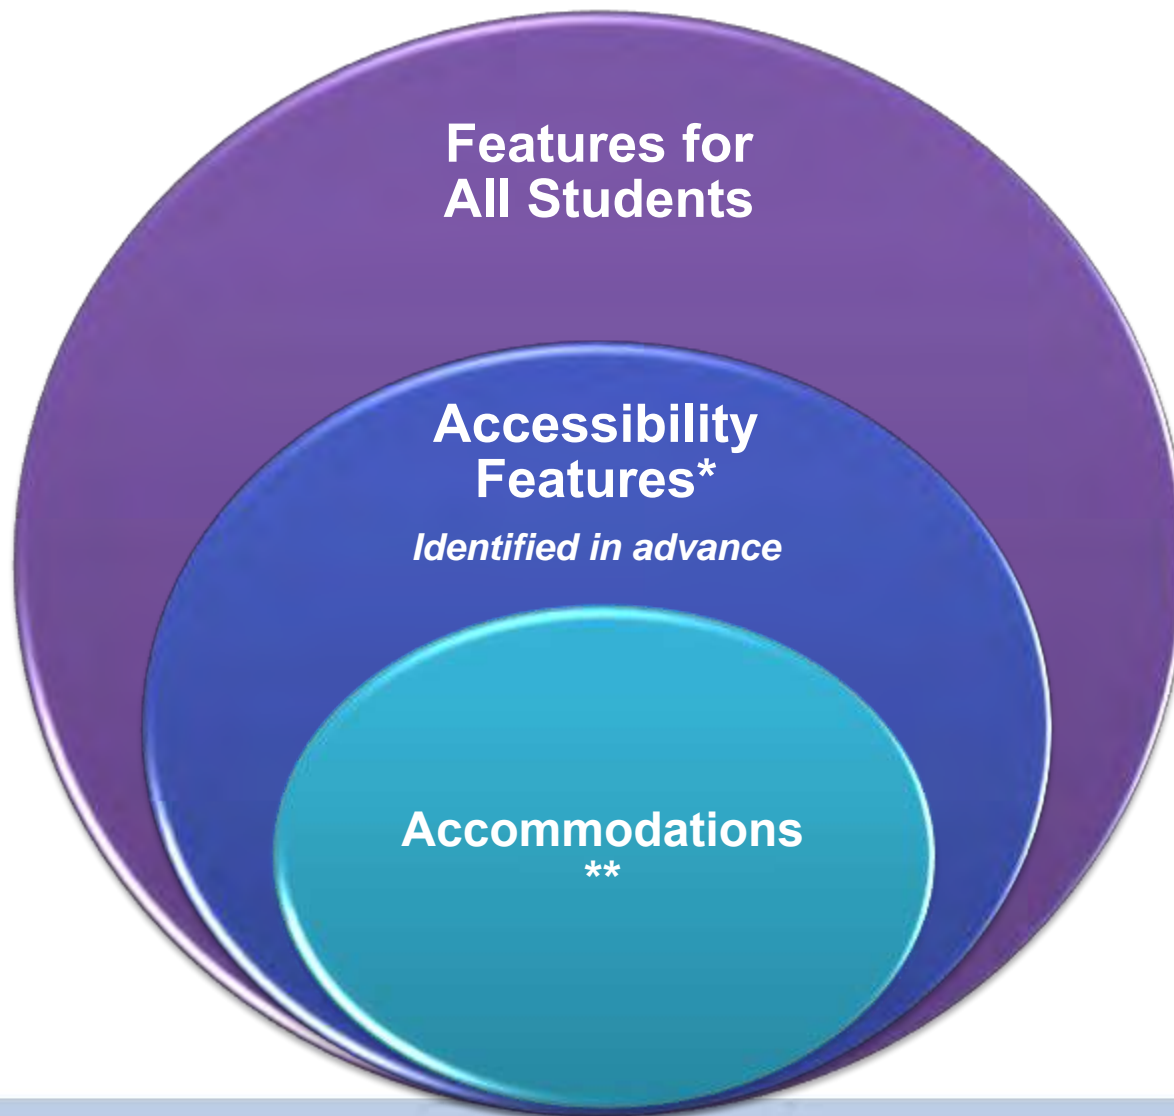 Features for
All Students
Accessibility
Features*
Identified in advance
Accommodations
**